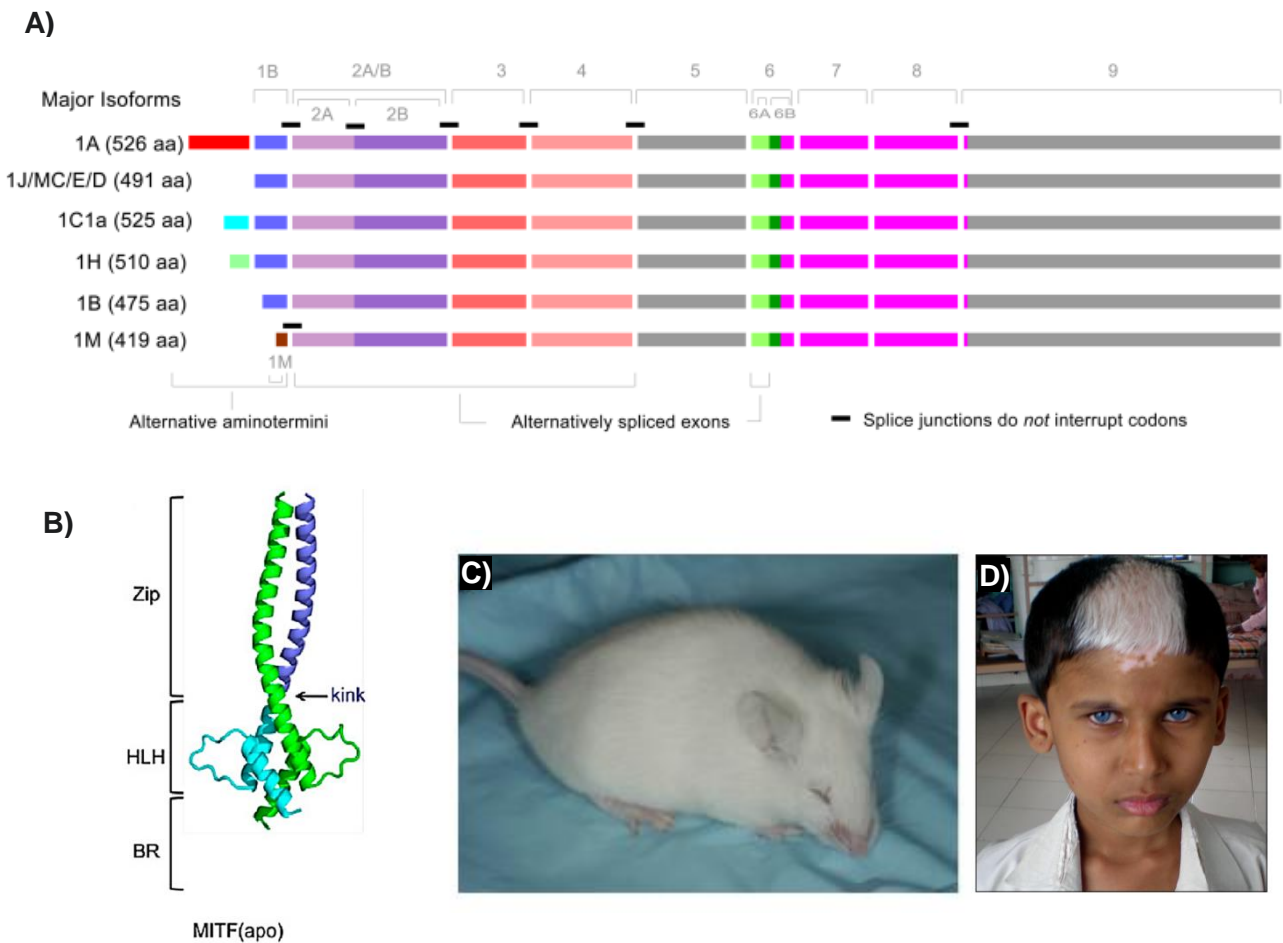 A)
1B 2A/B 3 4 5 6 7 8 9
Major Isoforms
2A 2B 6A 6B
1A (526 aa)
1J/MC/E/D (491 aa)
1C1a (525 aa)
1H (510 aa)
1B (475 aa)
1M (419 aa)
1M
Alternative aminotermini
Alternatively spliced exons
Splice junctions do not interrupt codons
B)
Zip
kink
HLH
BR
MITF(apo)
C)
D)